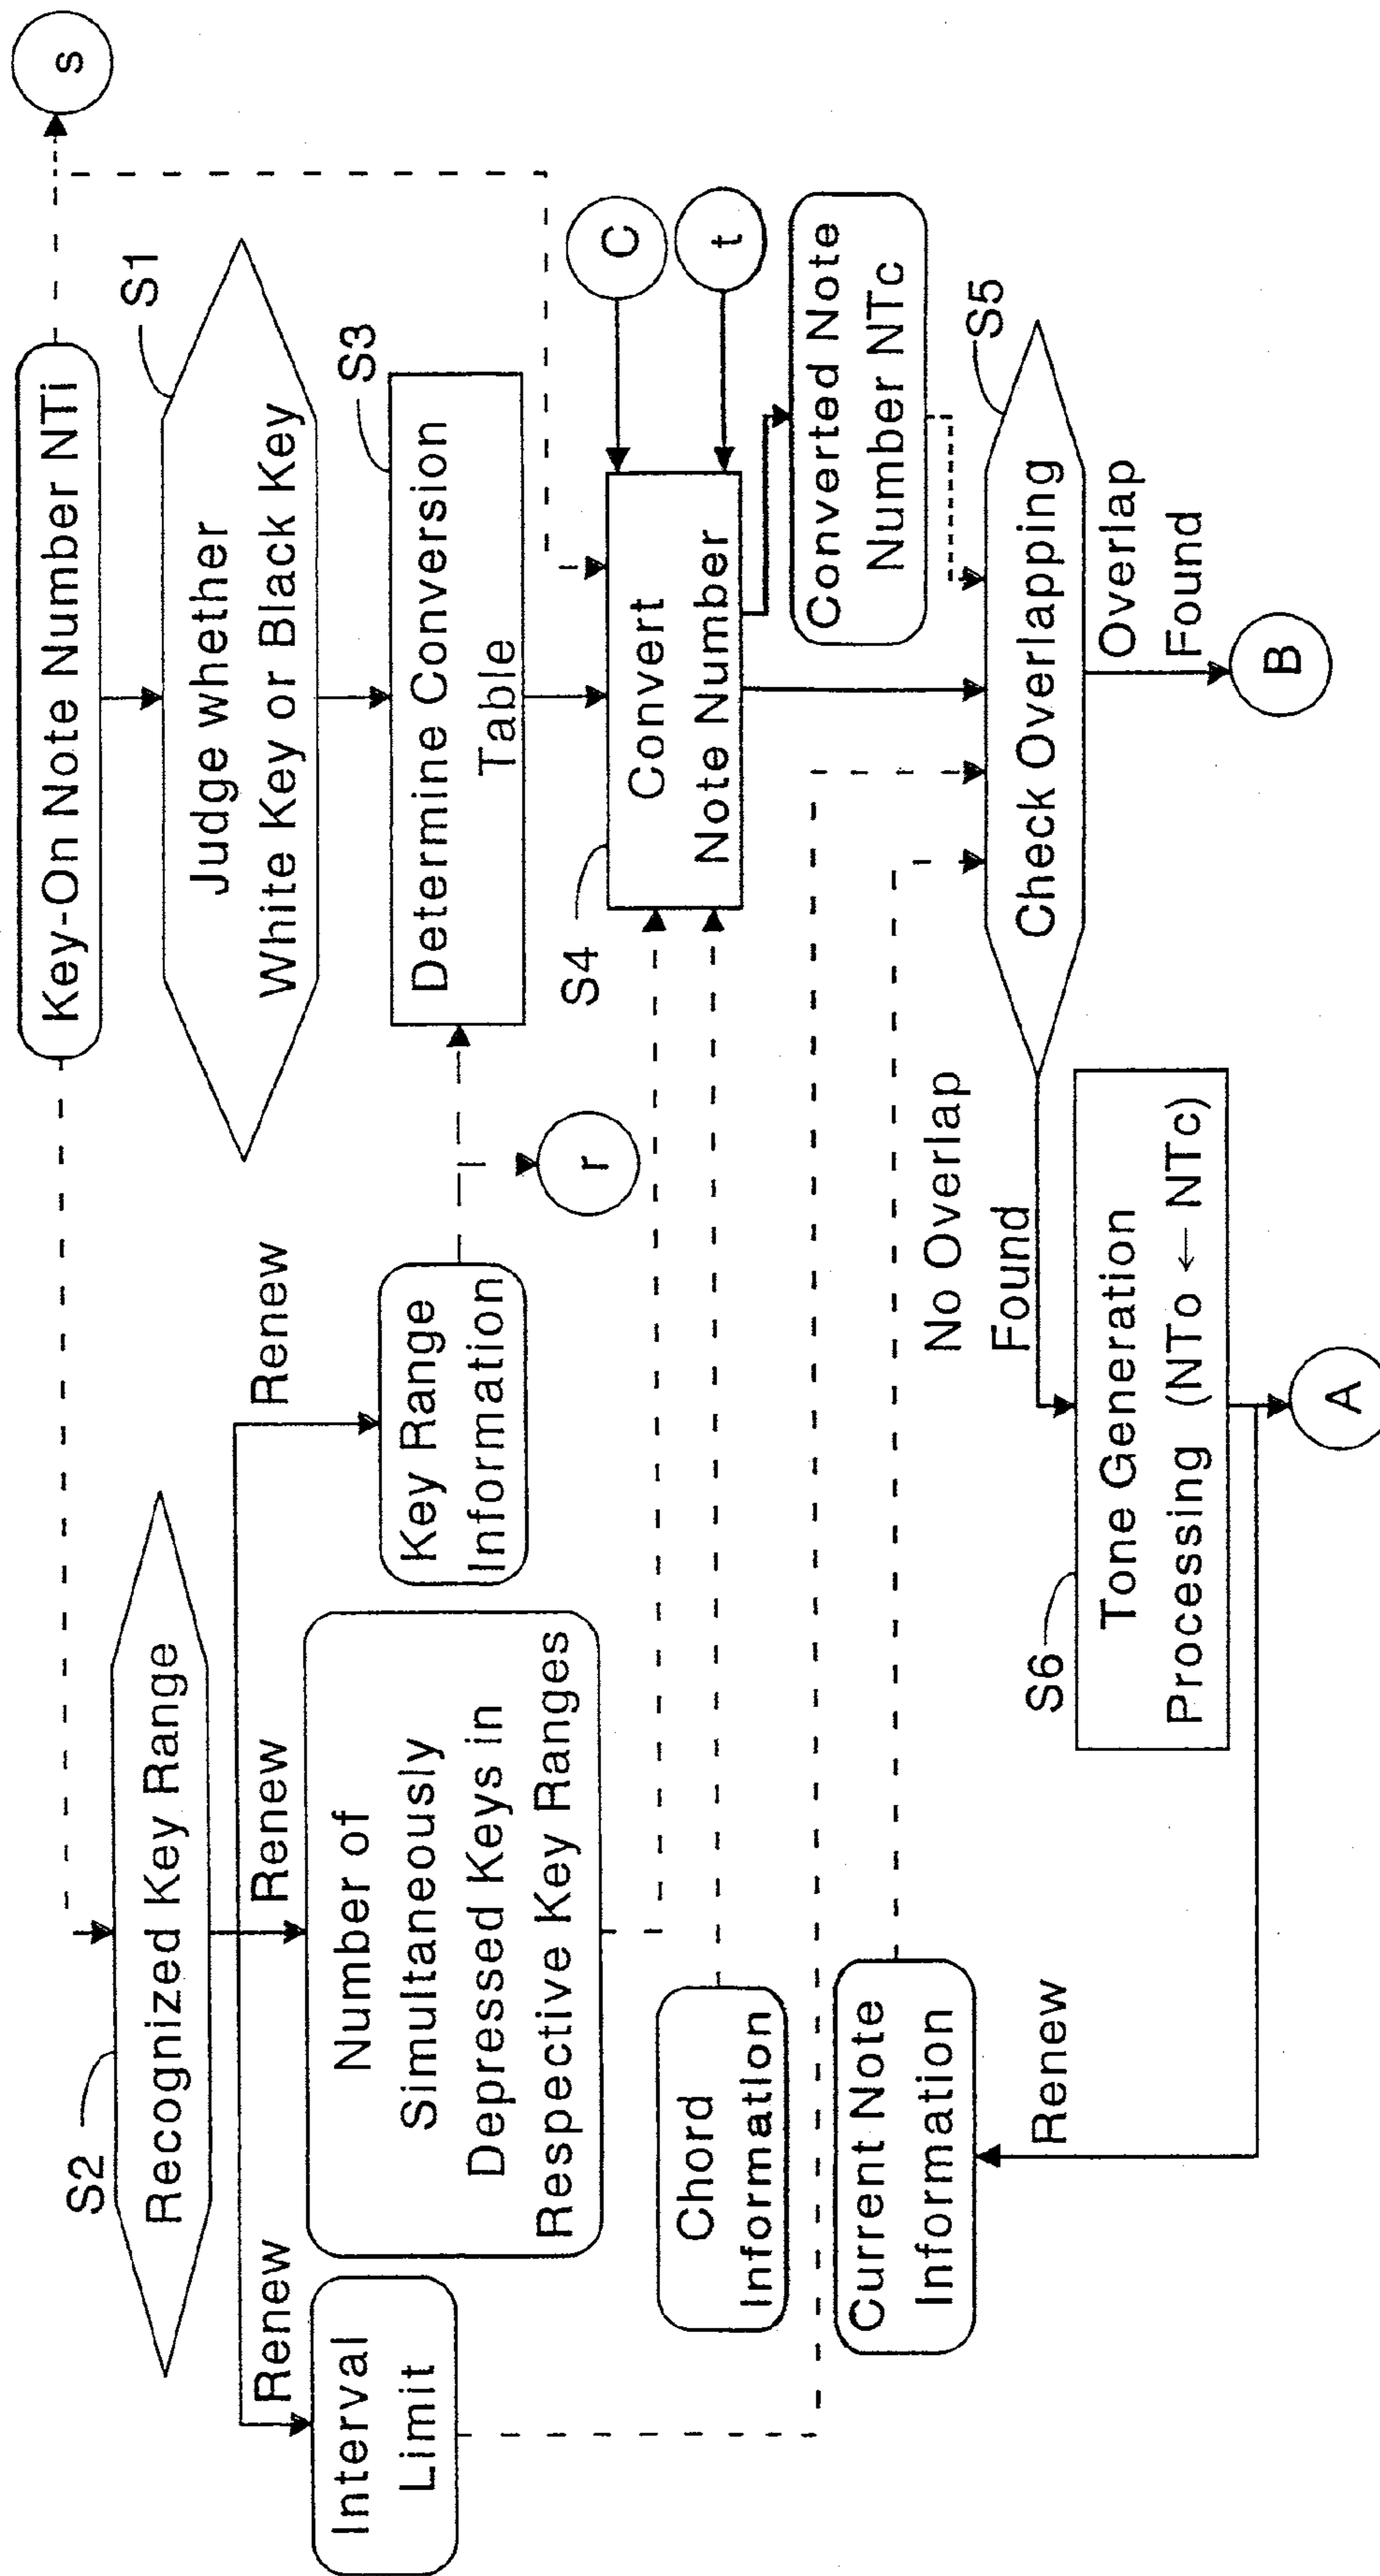 Key-On Note Number NTi
s
S1
Judge whether
White Key or Black Key
S2
Recognized Key Range
Renew
Renew
Renew
Interval
Limit
Number of
Simultaneously
Depressed Keys in
Respective Key Ranges
Key Range
Information
r
S3
Determine Conversion
Table
S4
Convert
Note Number
C
t
Chord
Information
Converted Note
Number NTc
Current Note
Information
S5
Check Overlapping
No Overlap
Found
Overlap
Found
B
S6
Tone Generation
Processing (NTo ← NTc)
Renew
A